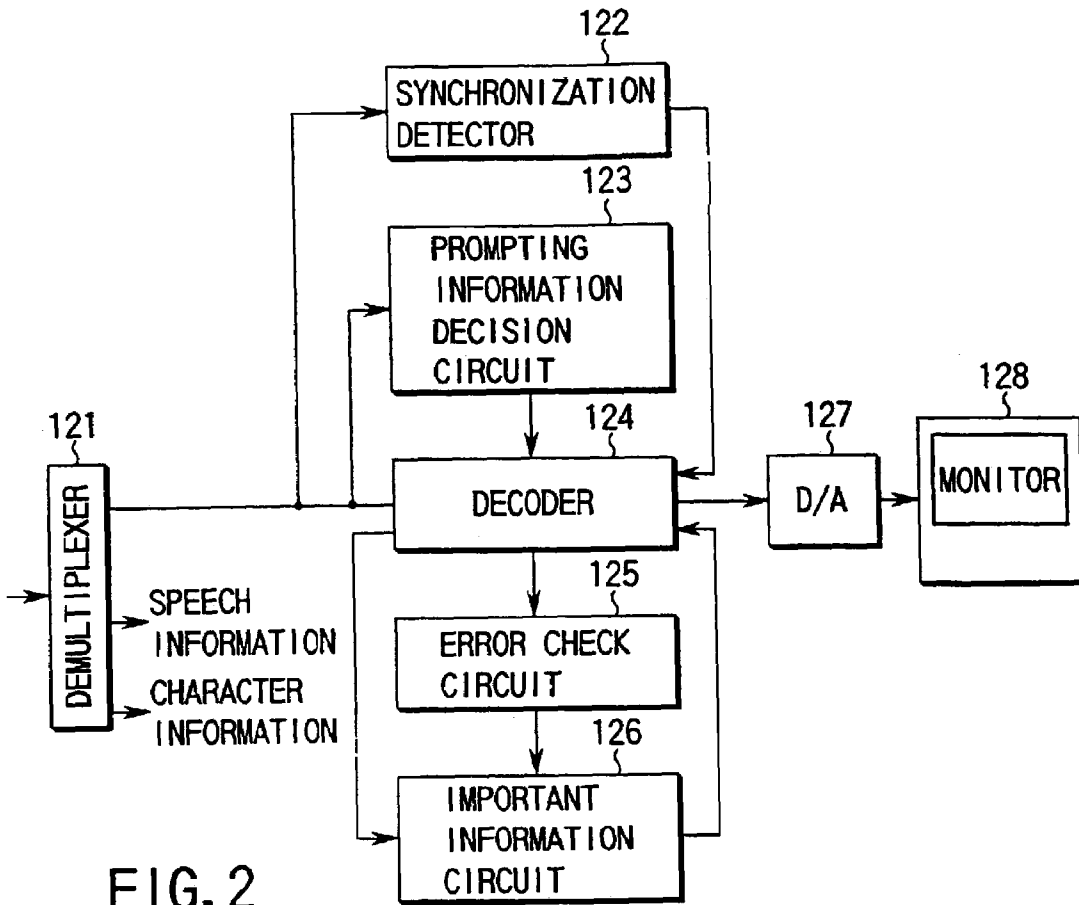 122
SYNCHRONIZATION
DETECTOR
123
PROMPTING
INFORMATION
DECISION
CIRCUIT
121
DEMULTIPLEXER
124
DECODER
127
D/A
128
MONITOR
SPEECH
INFORMATION
CHARACTER
INFORMATION
125
ERROR CHECK
CIRCUIT
126
IMPORTANT
INFORMATION
CIRCUIT
FIG. 2